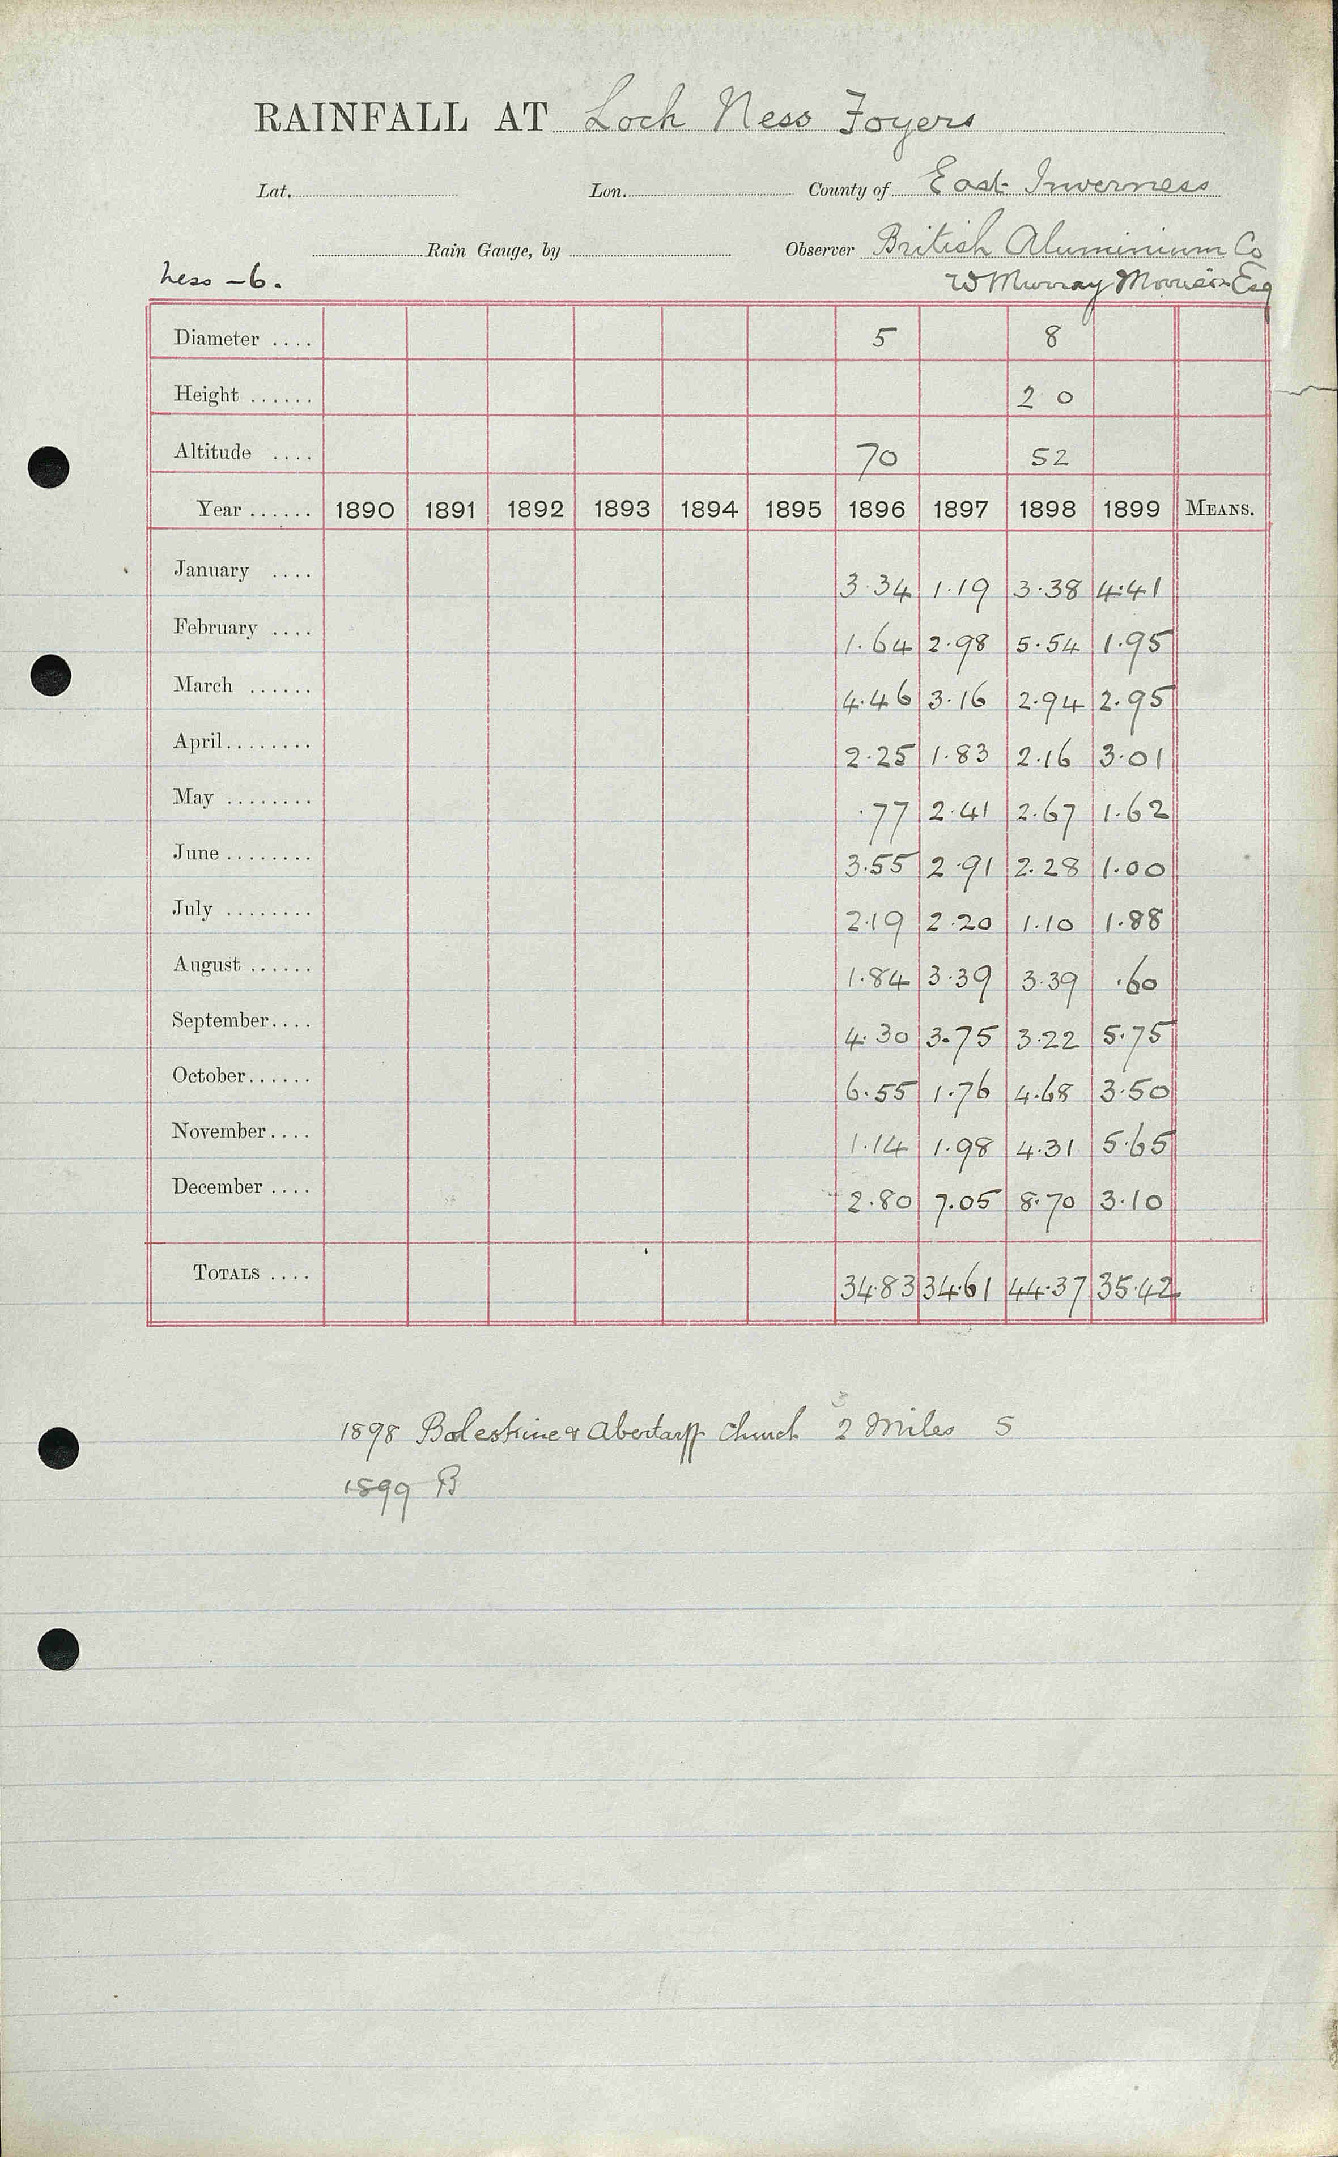 RAINFALL AT Loch Ness Foyers
Lat. Lon. County of East Inverness
Rain Gauge, by Observer British Aluminium Co
Ness - 6. W Murray Morrison Esq
Diameter .... 5 8
Height ...... 2 0
Altitude .... 70 52
Year ...... 1890 1891 1892 1893 1894 1895 1896 1897 1898 1899 MEANS.
January .... 3.34 1.19 3.38 4.41
February .... 1.64 2.98 5.54 1.95
March ...... 4.46 3.16 2.94 2.95
April........ 2.25 1.83 2.16 3.01
May ........ .77 2.41 2.67 1.62
June ........ 3.55 2.91 2.28 1.00
July ........ 2.19 2.20 1.10 1.88
August ...... 1.84 3.39 3.39 .60
September.... 4.30 3.75 3.22 5.75
October...... 6.55 1.76 4.68 3.50
November.... 1.14 1.98 4.31 5.65
December .... 2.80 7.05 8.70 3.10
TOTALS .... 34.83 34.61 44.37 35.42
3
1898 Boleskine & Abertarff Church 2 Miles S
1899 B